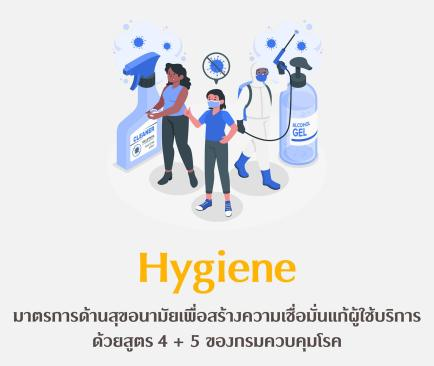 CLEANER
ALCOHOL
GEL
Hygiene
มาตรการด้านสุขอนามัยเพื่อสร้างความเชื่อมั่นแก้ผู้ใช้บริการ
ด้วยสูตร 4 + 5 ของกรมควบคุมโรค